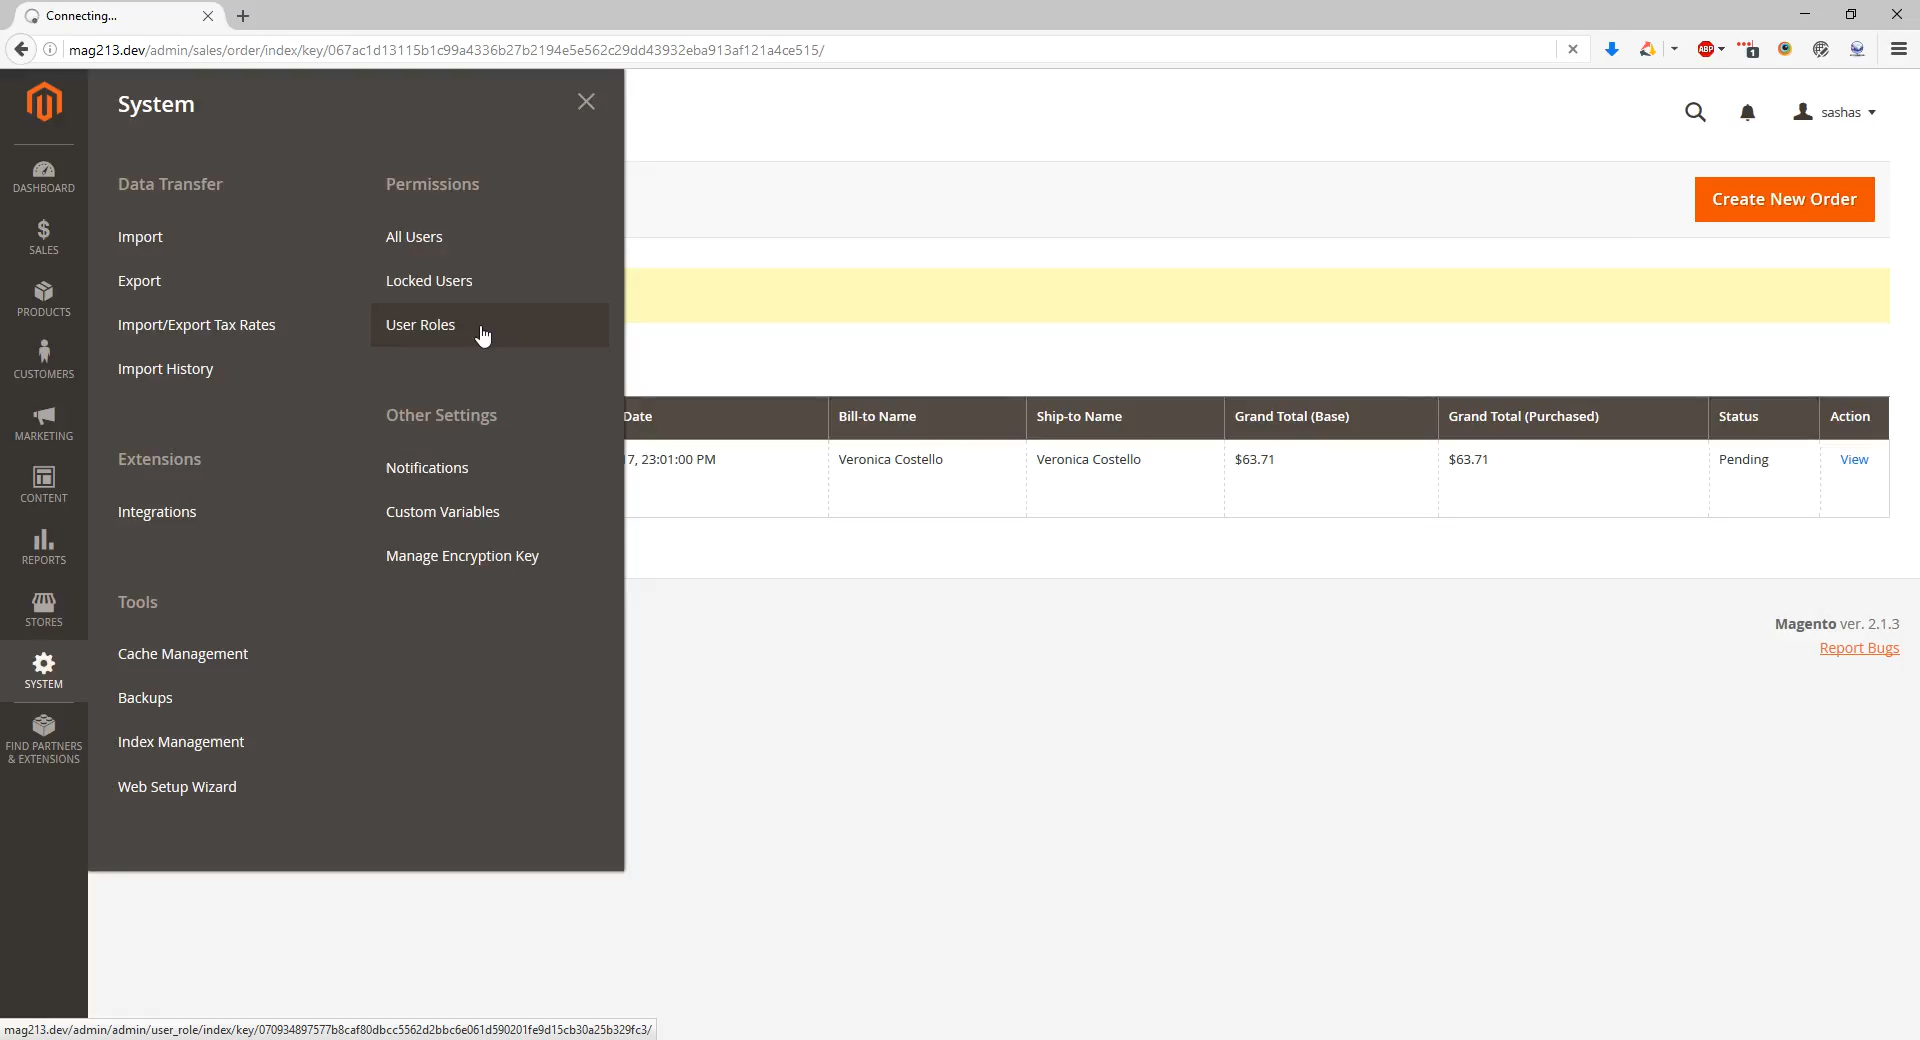 Connecting...
mag213.dev/admin/sales/order/index/key/067ac1d13115b1c99a4336b27b2194e5e562c29dd43932eba913af121a4ce515/
ABP
1
System
sashas
DASHBOARD
SALES
PRODUCTS
CUSTOMERS
MARKETING
CONTENT
REPORTS
STORES
SYSTEM
FIND PARTNERS
& EXTENSIONS
Data Transfer
Import
Export
Import/Export Tax Rates
Import History
Extensions
Integrations
Tools
Cache Management
Backups
Index Management
Web Setup Wizard
Permissions
All Users
Locked Users
User Roles
Other Settings
Notifications
Custom Variables
Manage Encryption Key
Create New Order
Date Bill-to Name Ship-to Name Grand Total (Base) Grand Total (Purchased) Status Action
17, 23:01:00 PM Veronica Costello Veronica Costello $63.71 $63.71 Pending View
Magento ver. 2.1.3
Report Bugs
mag213.dev/admin/admin/user_role/index/key/070934897577b8caf80dbcc5562d2bbc6e061d590201fe9d15cb30a25b329fc3/